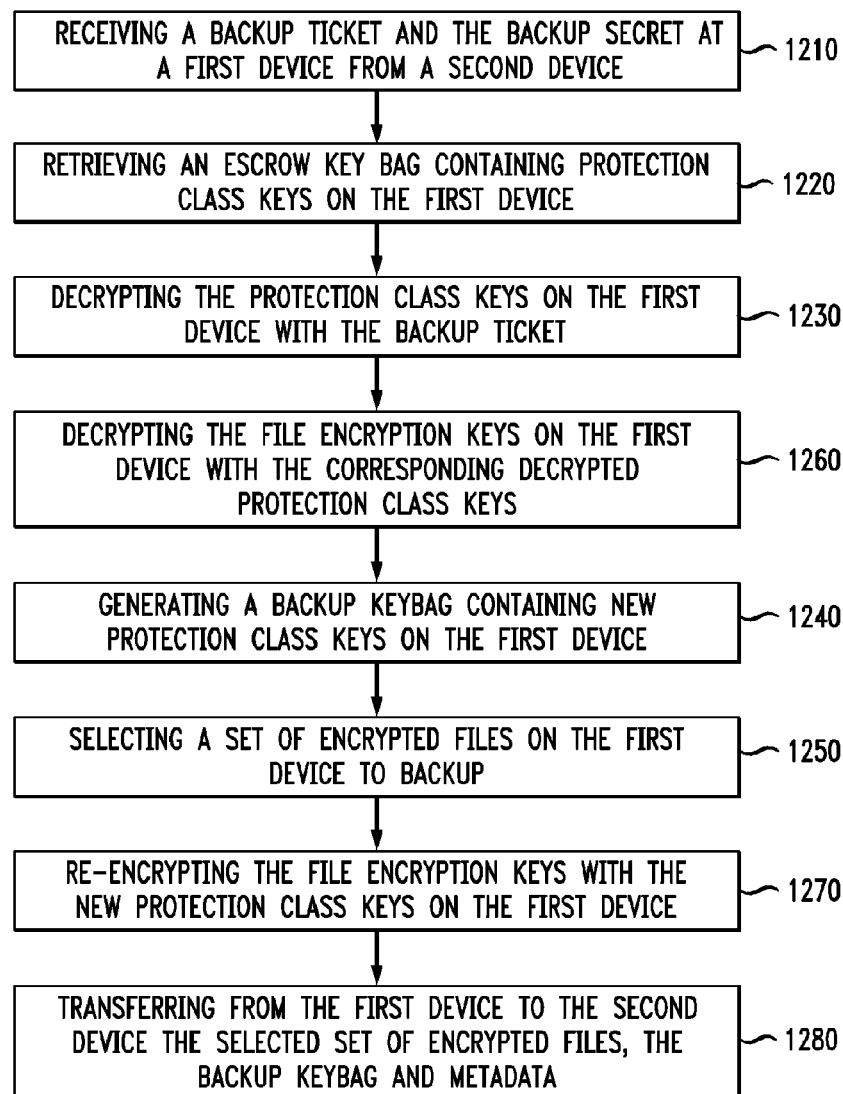 RECEIVING A BACKUP TICKET AND THE BACKUP SECRET AT
A FIRST DEVICE FROM A SECOND DEVICE
1210
RETRIEVING AN ESCROW KEY BAG CONTAINING PROTECTION
CLASS KEYS ON THE FIRST DEVICE
1220
DECRYPTING THE PROTECTION CLASS KEYS ON THE FIRST
DEVICE WITH THE BACKUP TICKET
1230
DECRYPTING THE FILE ENCRYPTION KEYS ON THE FIRST
DEVICE WITH THE CORRESPONDING DECRYPTED
PROTECTION CLASS KEYS
1260
GENERATING A BACKUP KEYBAG CONTAINING NEW
PROTECTION CLASS KEYS ON THE FIRST DEVICE
1240
SELECTING A SET OF ENCRYPTED FILES ON THE FIRST
DEVICE TO BACKUP
1250
RE-ENCRYPTING THE FILE ENCRYPTION KEYS WITH THE
NEW PROTECTION CLASS KEYS ON THE FIRST DEVICE
1270
TRANSFERRING FROM THE FIRST DEVICE TO THE SECOND
DEVICE THE SELECTED SET OF ENCRYPTED FILES, THE
BACKUP KEYBAG AND METADATA
1280